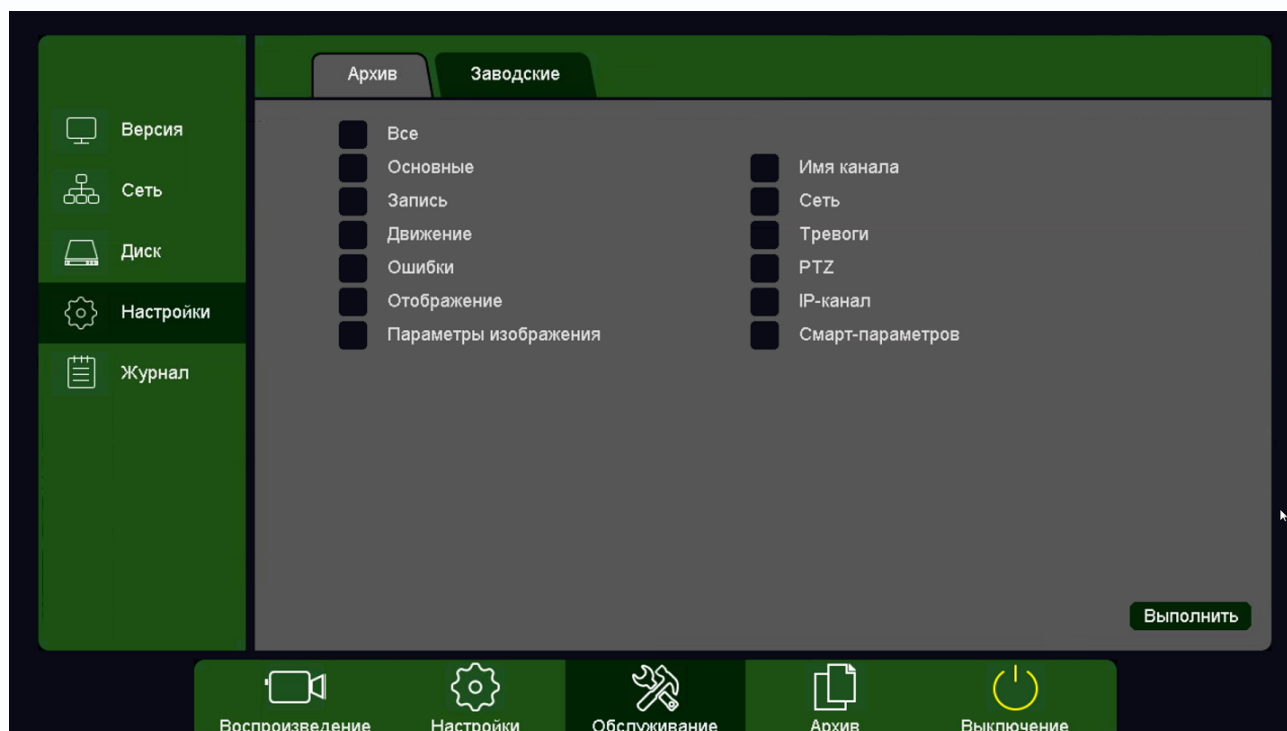 Архив Заводские
Версия
Сеть
Диск
Настройки
Журнал
Все
Основные Имя канала
Запись Сеть
Движение Тревоги
Ошибки PTZ
Отображение IP-канал
Параметры изображения Смарт-параметров
Выполнить
Воспроизведение Настройки Обслуживание Архив Выключение